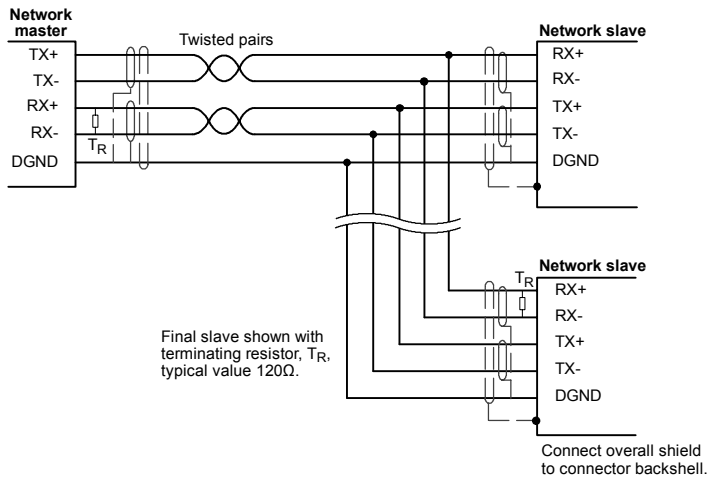 Network
master
TX+
TX-
RX+
RX-
DGND
TR
Twisted pairs
Network slave
RX+
RX-
TX+
TX-
DGND
Network slave
TR
RX+
RX-
TX+
TX-
DGND
Final slave shown with
terminating resistor, TR,
typical value 120Ω.
Connect overall shield
to connector backshell.